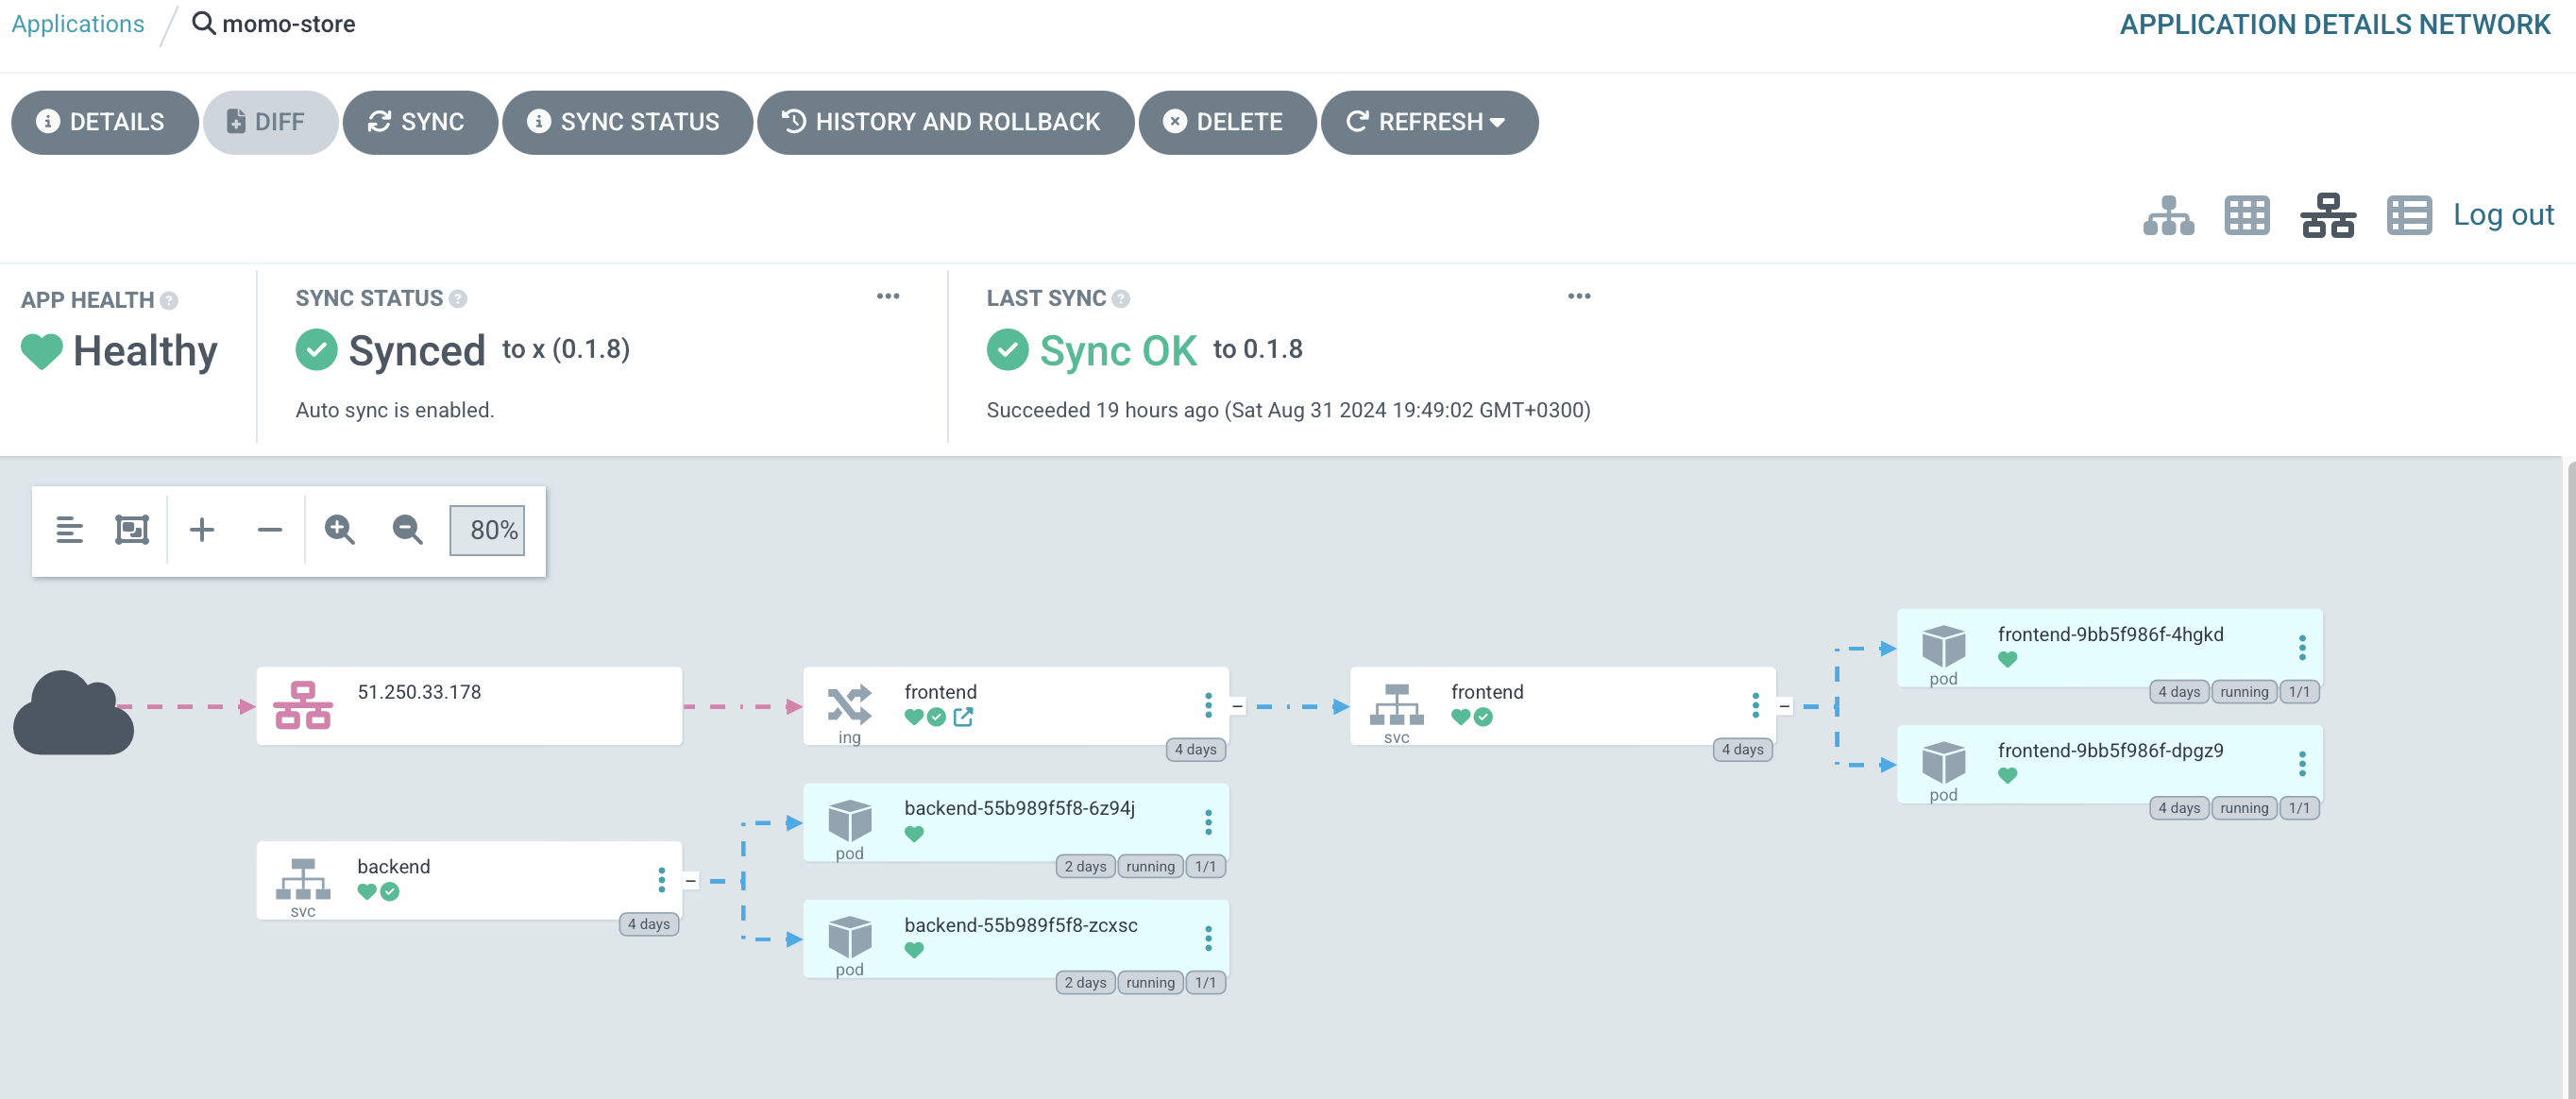 Applications / momo-store
APPLICATION DETAILS NETWORK
DETAILS
DIFF
SYNC
SYNC STATUS
HISTORY AND ROLLBACK
DELETE
REFRESH
Log out
APP HEALTH
Healthy
SYNC STATUS
Synced to x (0.1.8)
Auto sync is enabled.
LAST SYNC
Sync OK to 0.1.8
Succeeded 19 hours ago (Sat Aug 31 2024 19:49:02 GMT+0300)
80%
51.250.33.178
frontend
ing
4 days
frontend
svc
4 days
frontend-9bb5f986f-4hgkd
pod
4 days running 1/1
frontend-9bb5f986f-dpgz9
pod
4 days running 1/1
backend
svc
4 days
backend-55b989f5f8-6z94j
pod
2 days running 1/1
backend-55b989f5f8-zcxsc
pod
2 days running 1/1